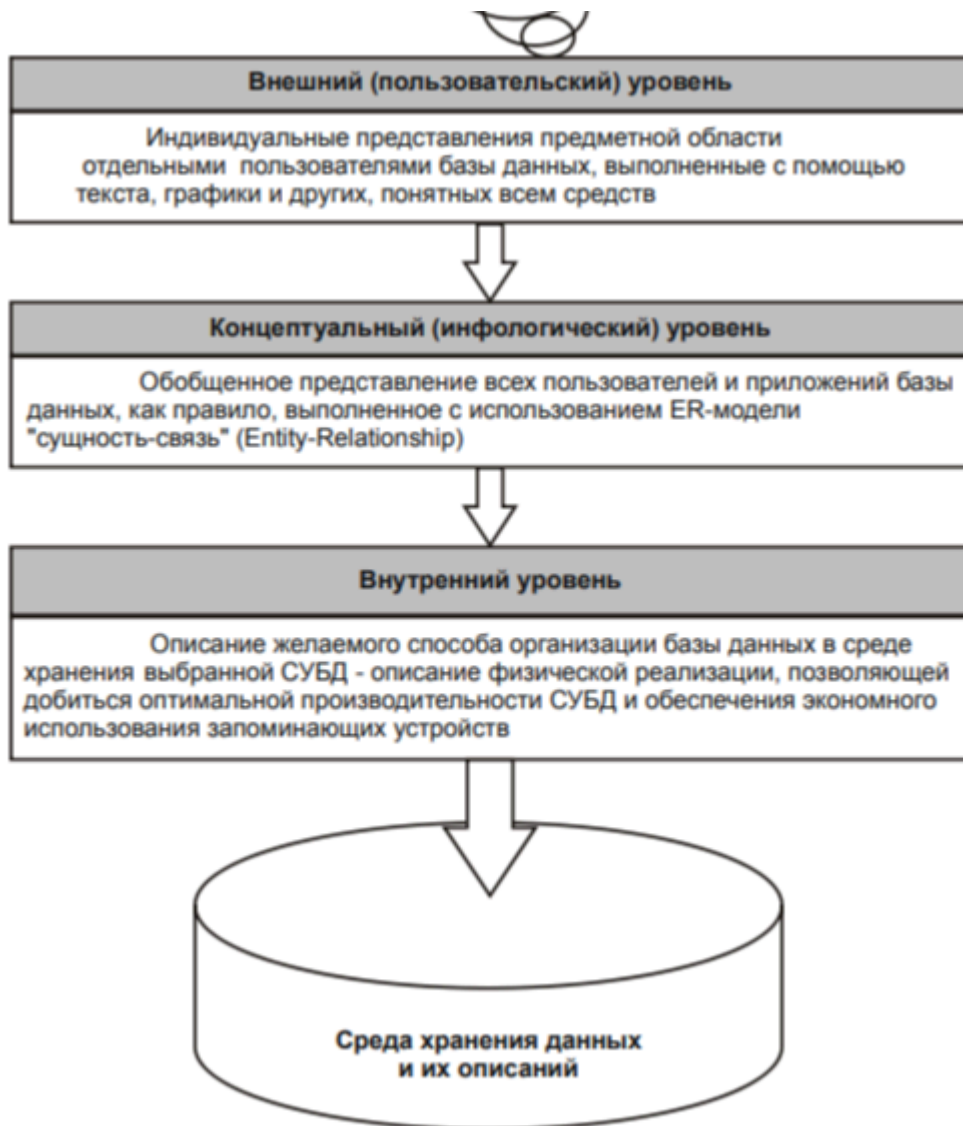 Внешний (пользовательский) уровень
Индивидуальные представления предметной области
отдельными пользователями базы данных, выполненные с помощью
текста, графики и других, понятных всем средств
Концептуальный (инфологический) уровень
Обобщенное представление всех пользователей и приложений базы
данных, как правило, выполненное с использованием ER-модели
"сущность-связь" (Entity-Relationship)
Внутренний уровень
Описание желаемого способа организации базы данных в среде
хранения выбранной СУБД - описание физической реализации, позволяющей
добиться оптимальной производительности СУБД и обеспечения экономного
использования запоминающих устройств
Среда хранения данных
и их описаний